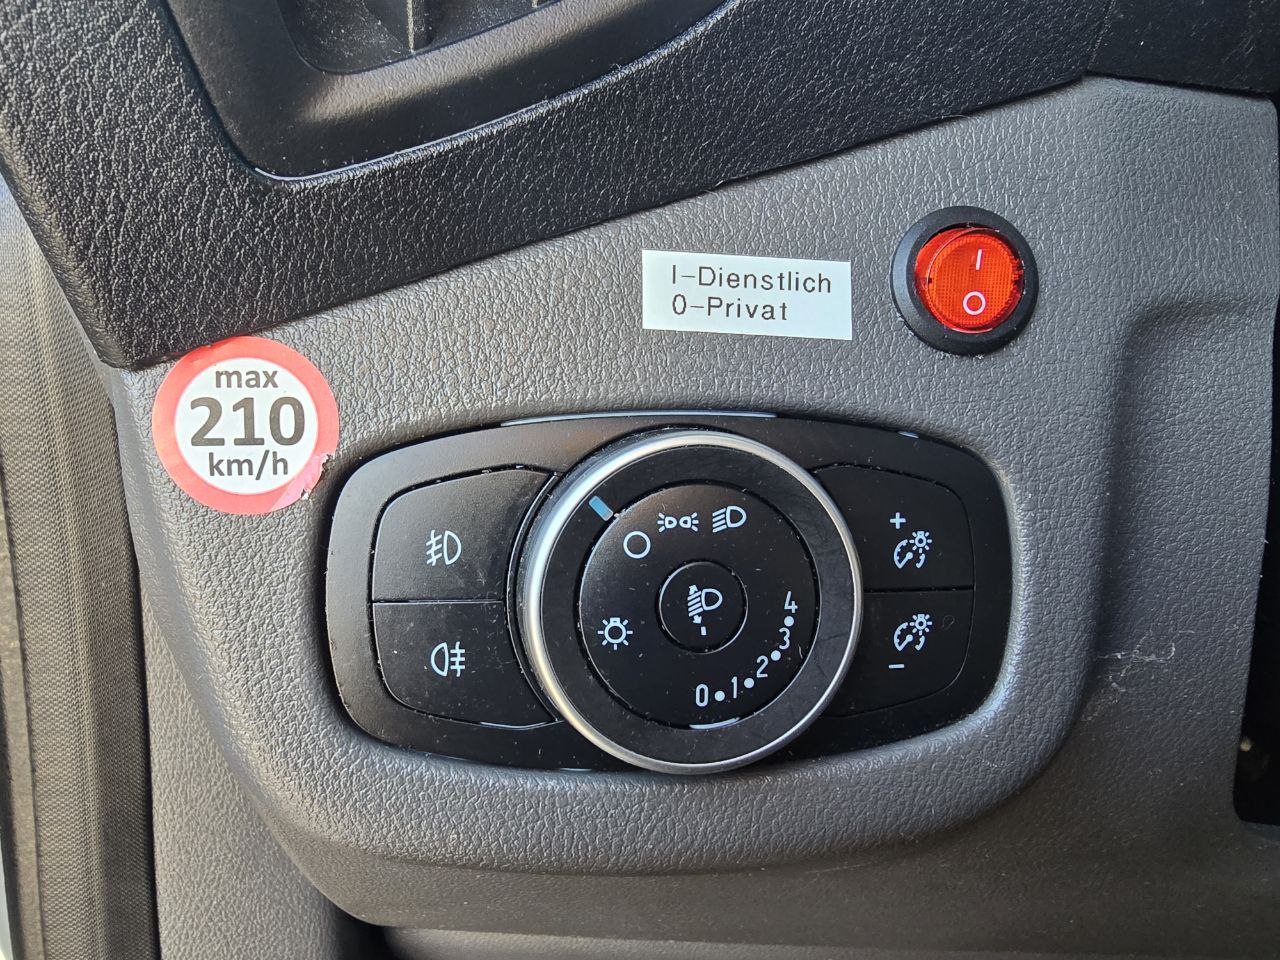 I-Dienstlich
0-Privat
I
O
max
210
km/h
+
-
4
3
2
1
0